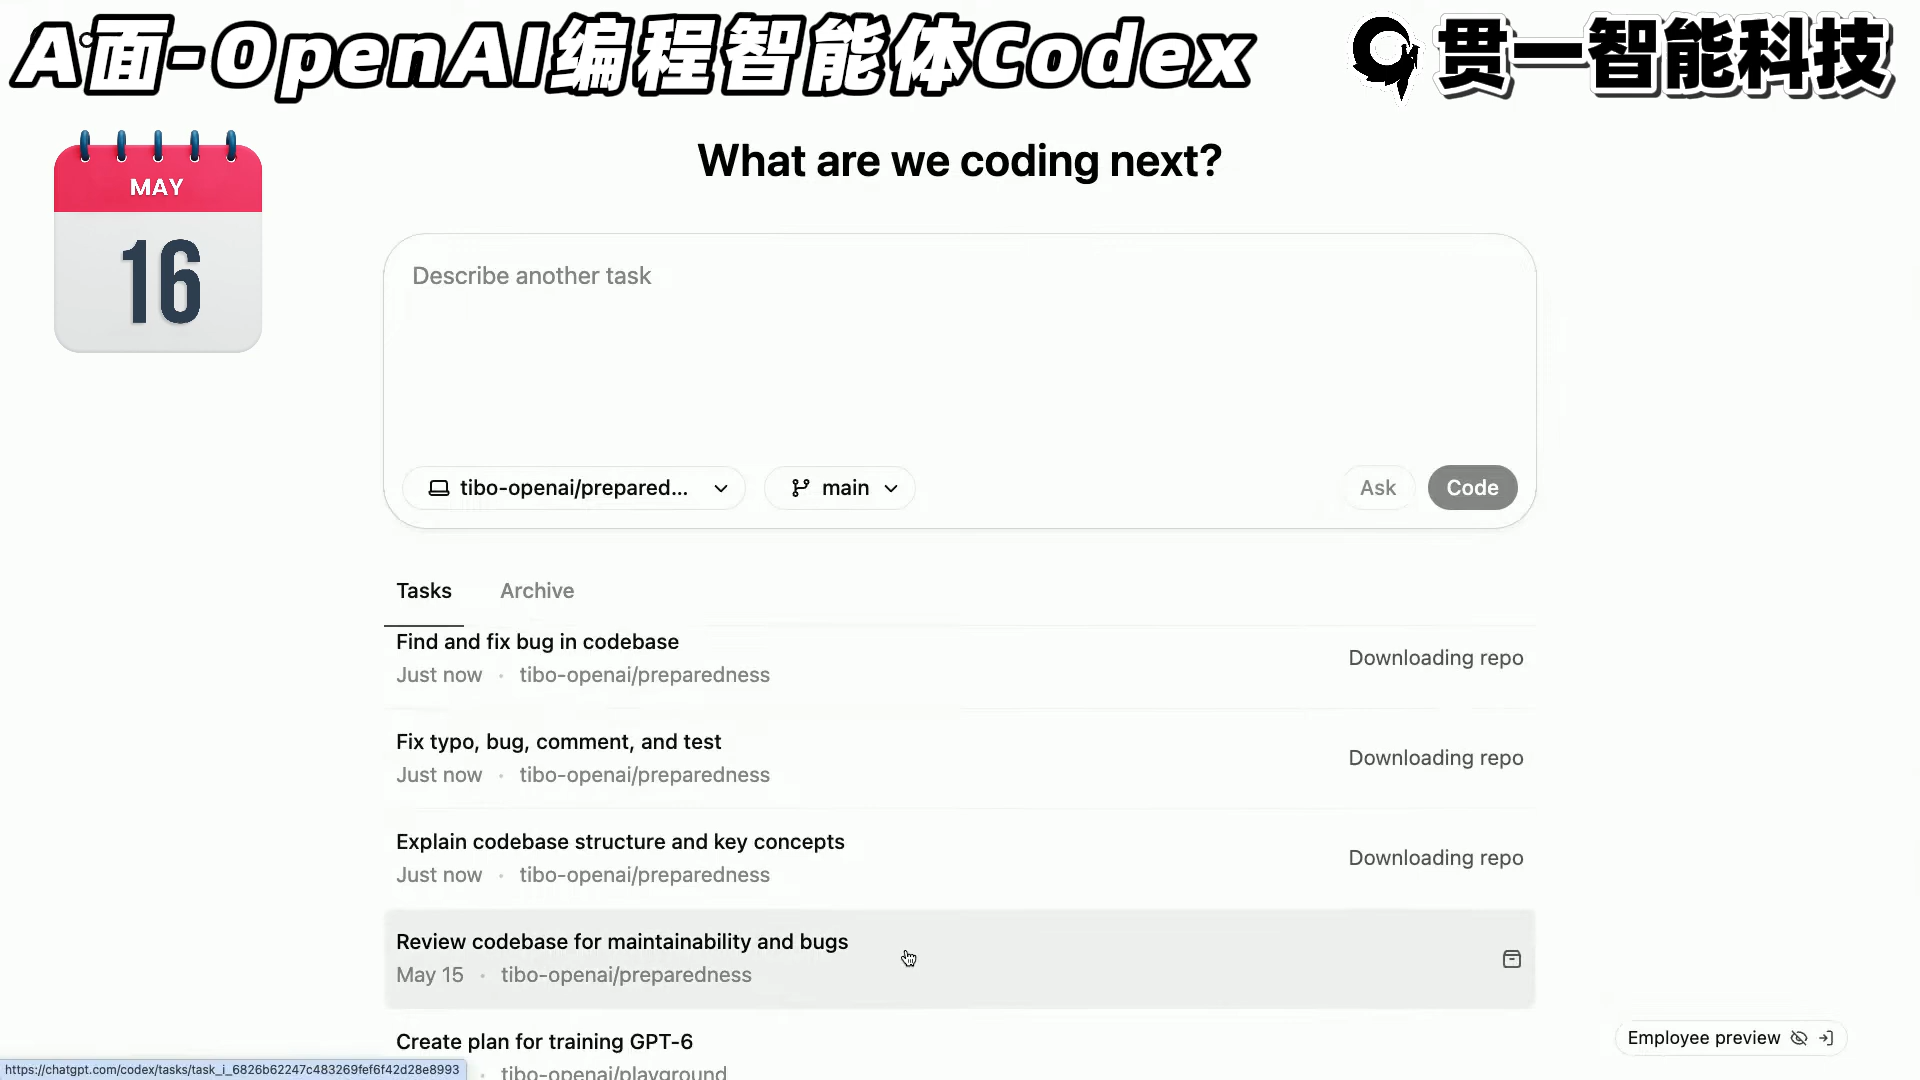 A面-OpenAI编程智能体Codex
贯一智能科技
MAY
16
What are we coding next?
Describe another task
tibo-openai/prepared...
main
Ask
Code
Tasks
Archive
Find and fix bug in codebase
Just now · tibo-openai/preparedness
Downloading repo
Fix typo, bug, comment, and test
Just now · tibo-openai/preparedness
Downloading repo
Explain codebase structure and key concepts
Just now · tibo-openai/preparedness
Downloading repo
Review codebase for maintainability and bugs
May 15 · tibo-openai/preparedness
Create plan for training GPT-6
· tibo-openai/playground
Employee preview
https://chatgpt.com/codex/tasks/task_i_6826b62247c483269fef6f42d28e8993